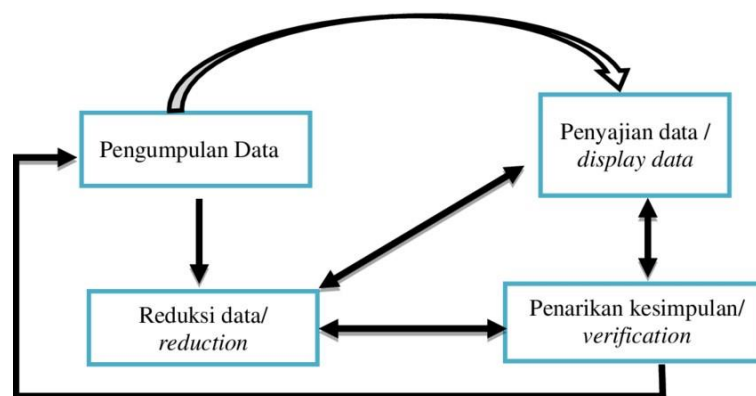 Pengumpulan Data
Penyajian data /
display data
Reduksi data/
reduction
Penarikan kesimpulan/
verification